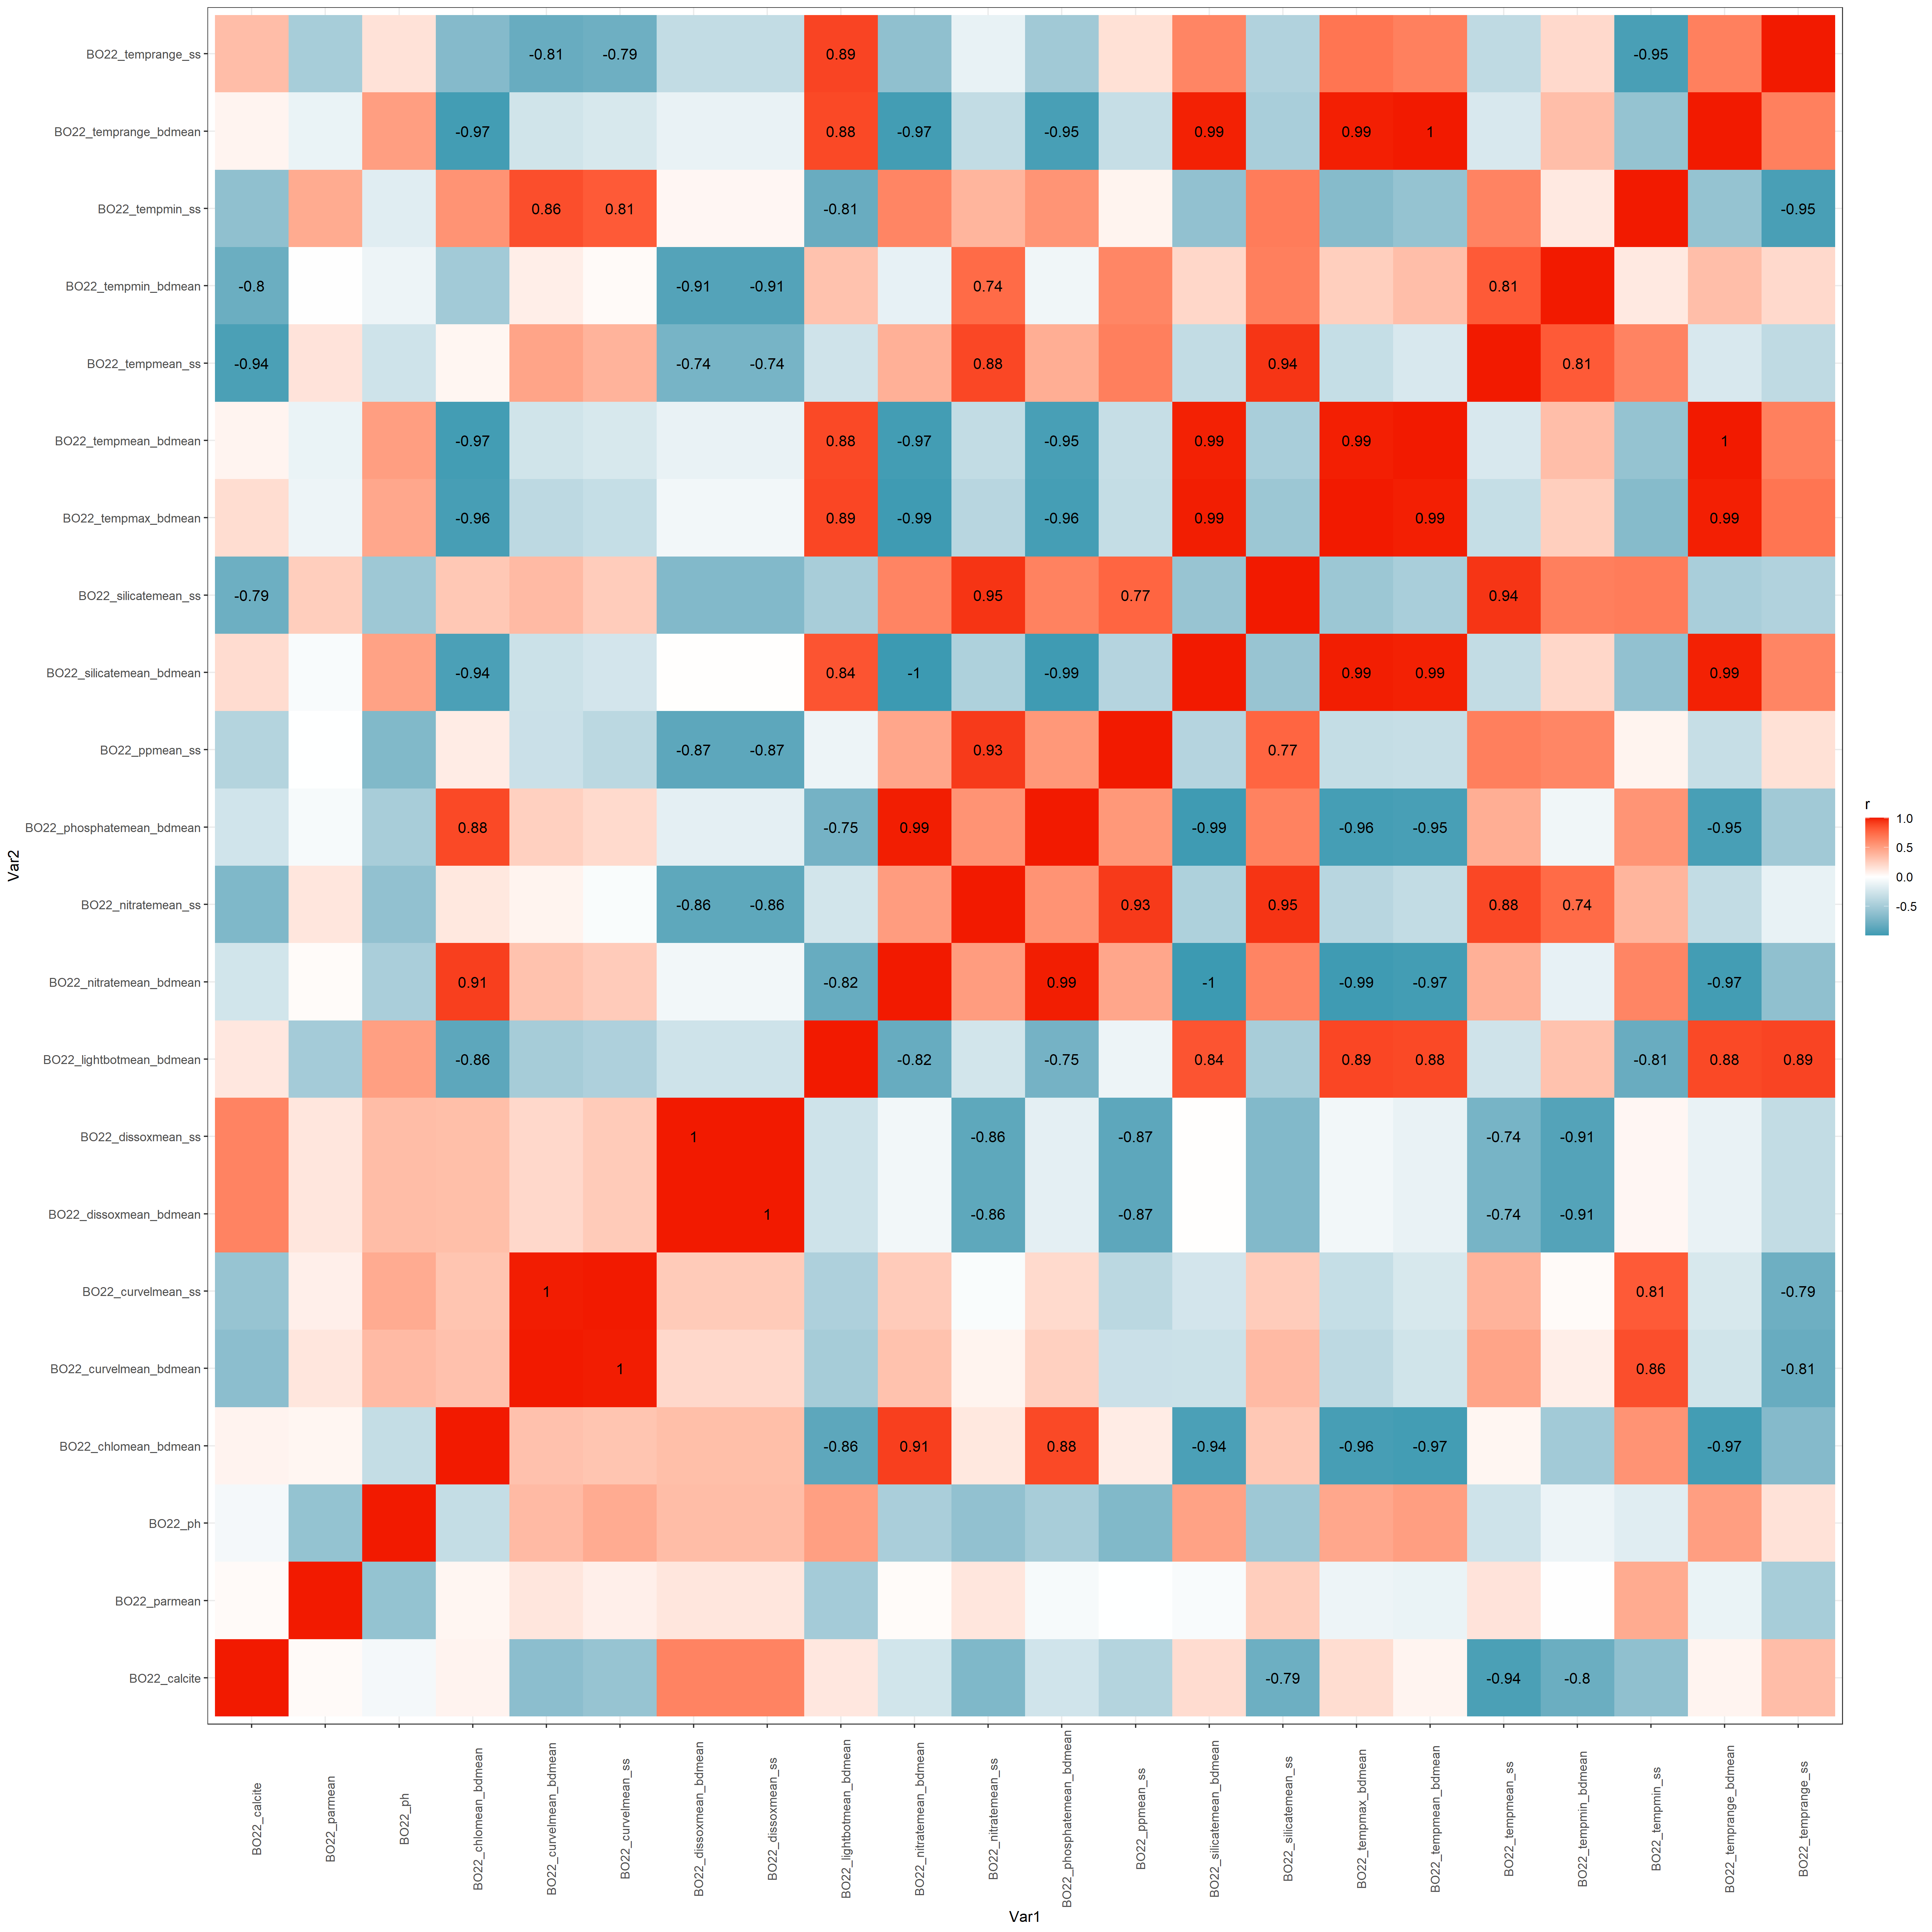 BO22_temprange_ss -0.81 -0.79 0.89 -0.95
BO22_temprange_bdmean -0.97 0.88 -0.97 -0.95 0.99 0.99 1
BO22_tempmin_ss 0.86 0.81 -0.81 -0.95
BO22_tempmin_bdmean -0.8 -0.91 -0.91 0.74 0.81
BO22_tempmean_ss -0.94 -0.74 -0.74 0.88 0.94 0.81
BO22_tempmean_bdmean -0.97 0.88 -0.97 -0.95 0.99 0.99 1
BO22_tempmax_bdmean -0.96 0.89 -0.99 -0.96 0.99 0.99 0.99
BO22_silicatemean_ss -0.79 0.95 0.77 0.94
BO22_silicatemean_bdmean -0.94 0.84 -1 -0.99 0.99 0.99 0.99
BO22_ppmean_ss -0.87 -0.87 0.93 0.77
BO22_phosphatemean_bdmean 0.88 -0.75 0.99 -0.99 -0.96 -0.95 -0.95
BO22_nitratemean_ss -0.86 -0.86 0.93 0.95 0.88 0.74
BO22_nitratemean_bdmean 0.91 -0.82 0.99 -1 -0.99 -0.97 -0.97
BO22_lightbotmean_bdmean -0.86 -0.82 -0.75 0.84 0.89 0.88 -0.81 0.88 0.89
BO22_dissoxmean_ss 1 -0.86 -0.87 -0.74 -0.91
BO22_dissoxmean_bdmean 1 -0.86 -0.87 -0.74 -0.91
BO22_curvelmean_ss 1 0.81 -0.79
BO22_curvelmean_bdmean 1 0.86 -0.81
BO22_chlomean_bdmean -0.86 0.91 0.88 -0.94 -0.96 -0.97 -0.97
BO22_ph
BO22_parmean
BO22_calcite -0.79 -0.94 -0.8
Var2
BO22_calcite
BO22_parmean
BO22_ph
BO22_chlomean_bdmean
BO22_curvelmean_bdmean
BO22_curvelmean_ss
BO22_dissoxmean_bdmean
BO22_dissoxmean_ss
BO22_lightbotmean_bdmean
BO22_nitratemean_bdmean
BO22_nitratemean_ss
BO22_phosphatemean_bdmean
BO22_ppmean_ss
BO22_silicatemean_bdmean
BO22_silicatemean_ss
BO22_tempmax_bdmean
BO22_tempmean_bdmean
BO22_tempmean_ss
BO22_tempmin_bdmean
BO22_tempmin_ss
BO22_temprange_bdmean
BO22_temprange_ss
Var1
r
1.0
0.5
0.0
-0.5